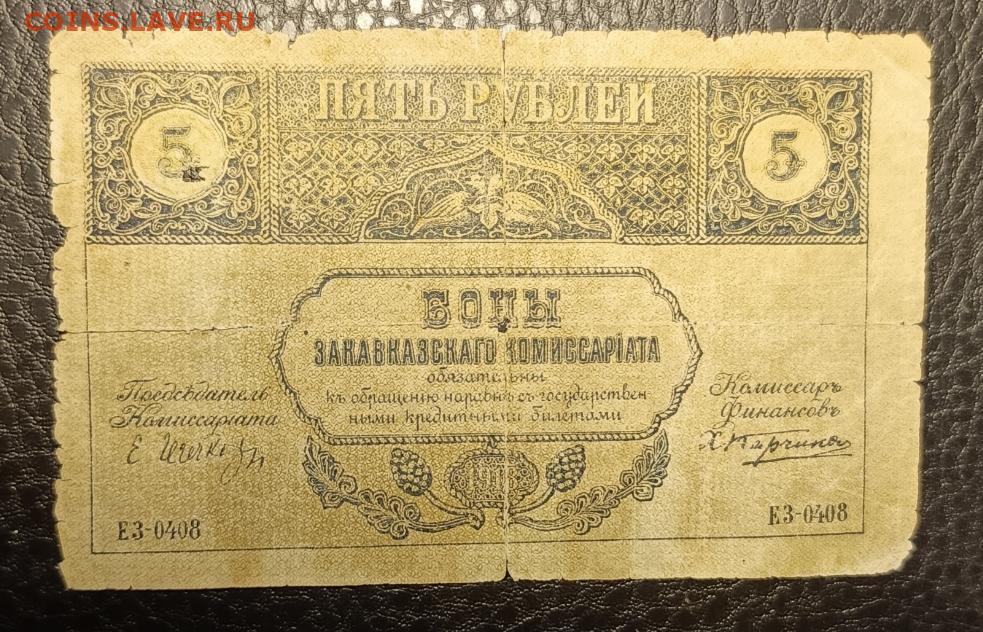 COINS.LAVE.RU
ПЯТЬ РУБЛЕЙ
5
5
БОНЫ
ЗАКАВКАЗСКАГО КОМИССАРІАТА
обязательны
къ обращенію наравнѣ съ государствен
ными кредитными билетами
Предсѣдатель
Комиссаріата
Комиссаръ
Финансовъ
ЕЗ-0408
ЕЗ-0408